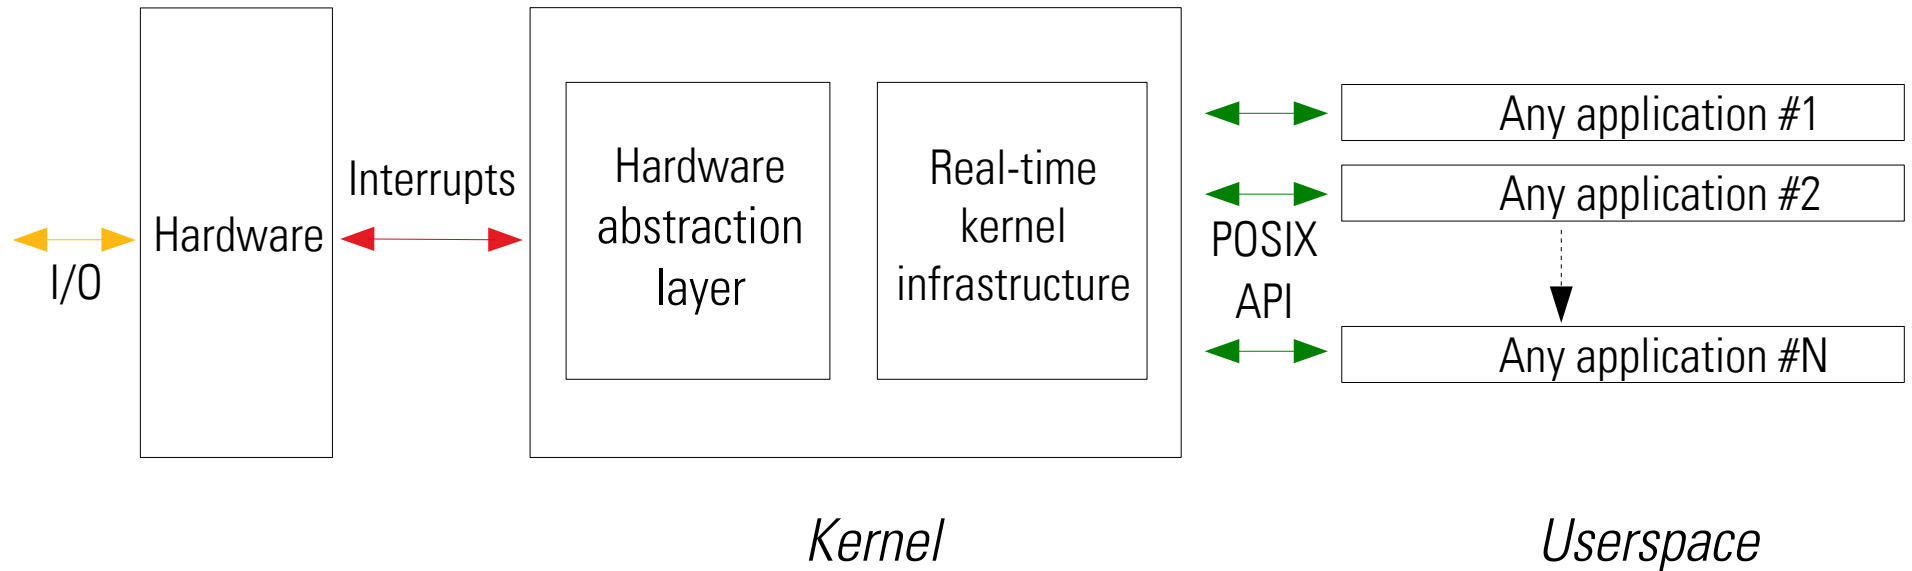 I/O
Hardware
Interrupts
Hardware
abstraction
layer
Real-time
kernel
infrastructure
POSIX
API
Any application #1
Any application #2
Any application #N
Kernel
Userspace